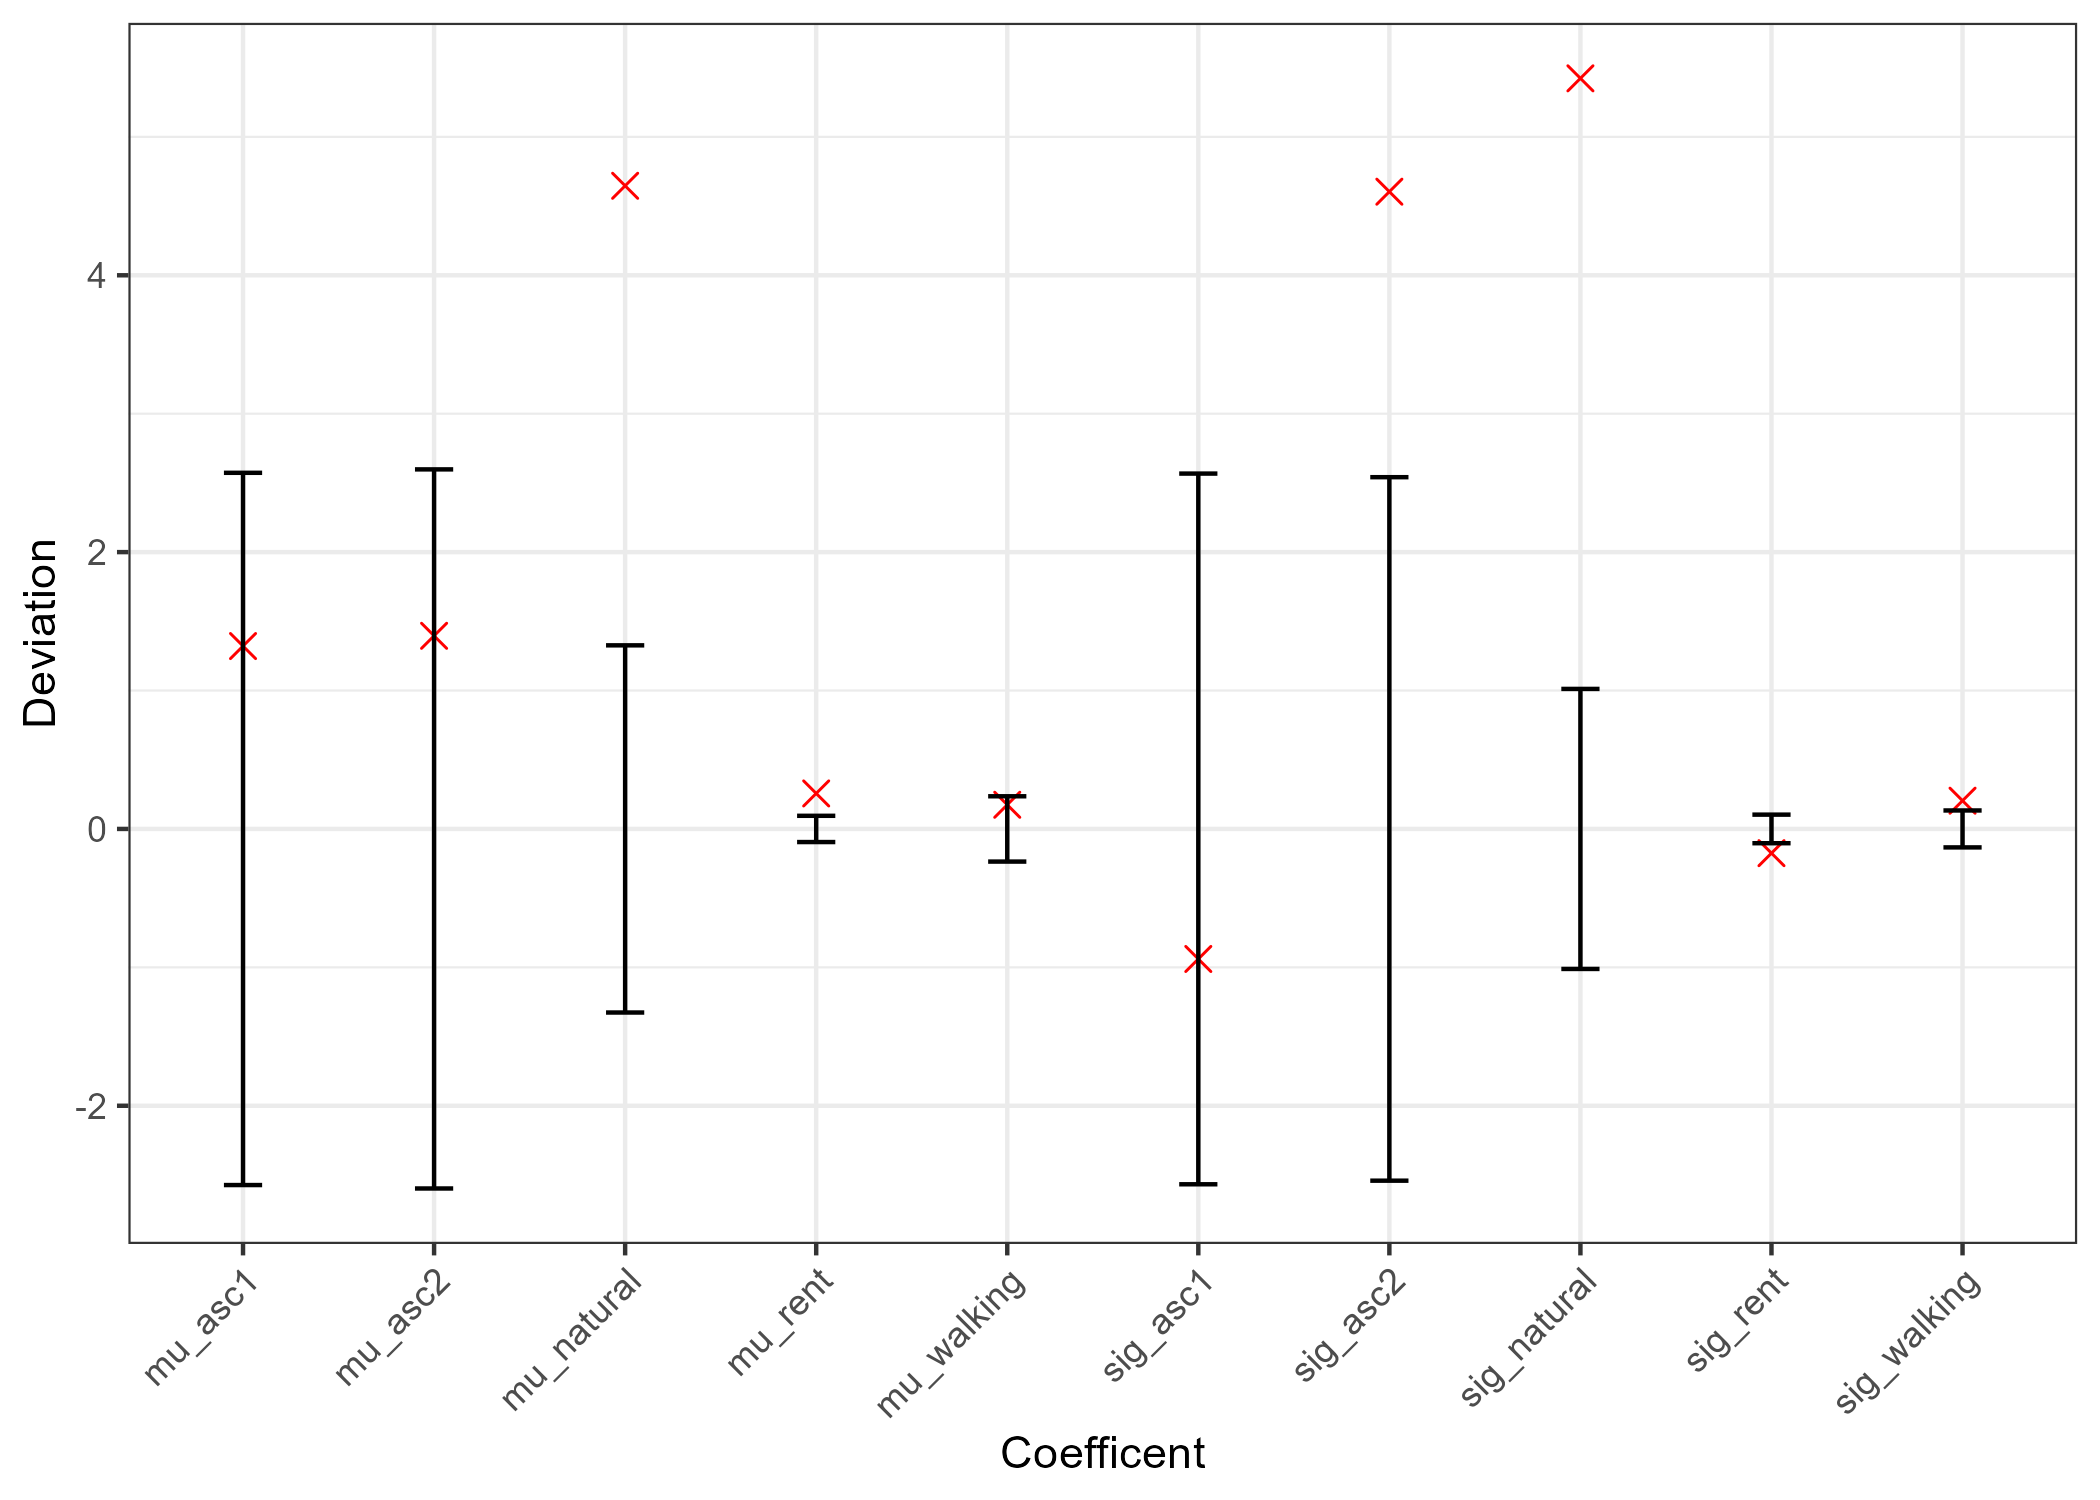 Deviation
4
2
0
-2
mu_asc1
mu_asc2
mu_natural
mu_rent
mu_walking
sig_asc1
sig_asc2
sig_natural
sig_rent
sig_walking
Coefficent